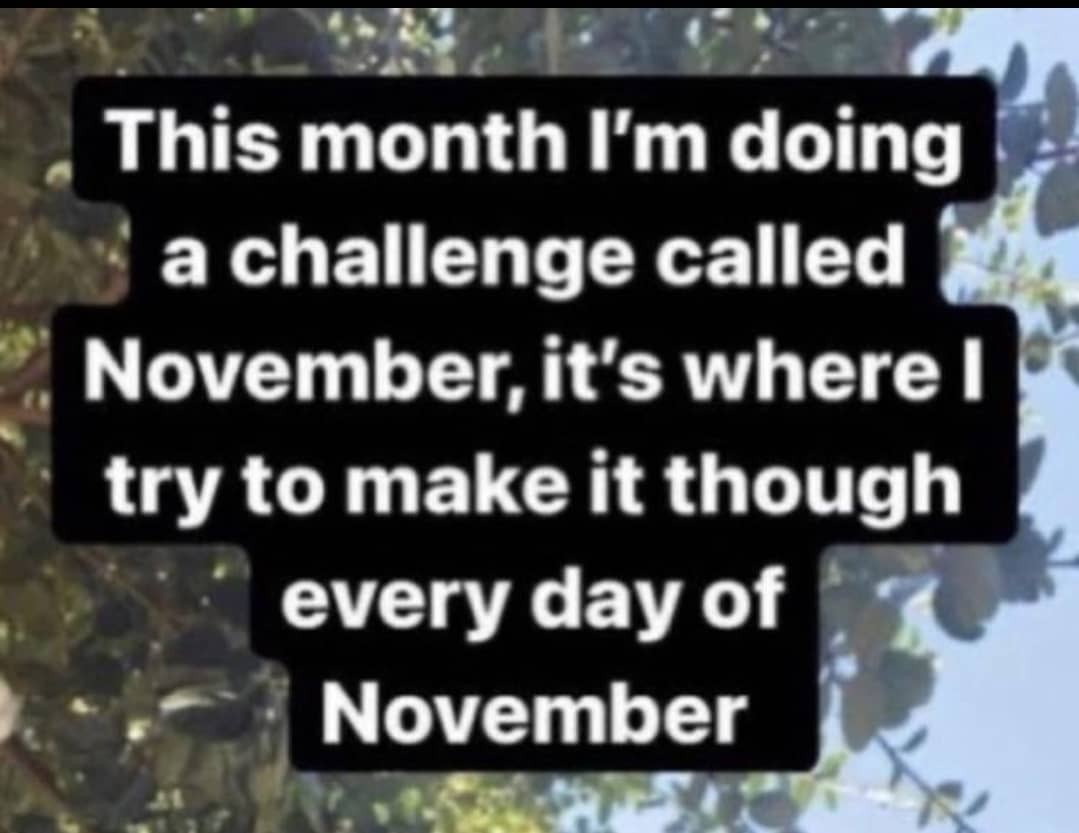 This month I'm doing
a challenge called
November, it's where I
try to make it though
every day of
November